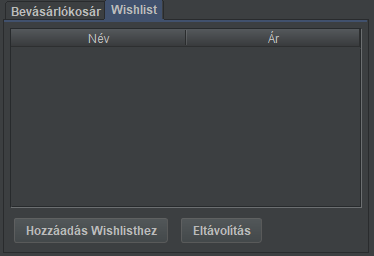 Bevásárlókosár Wishlist
Név Ár
Hozzáadás Wishlisthez Eltávolítás